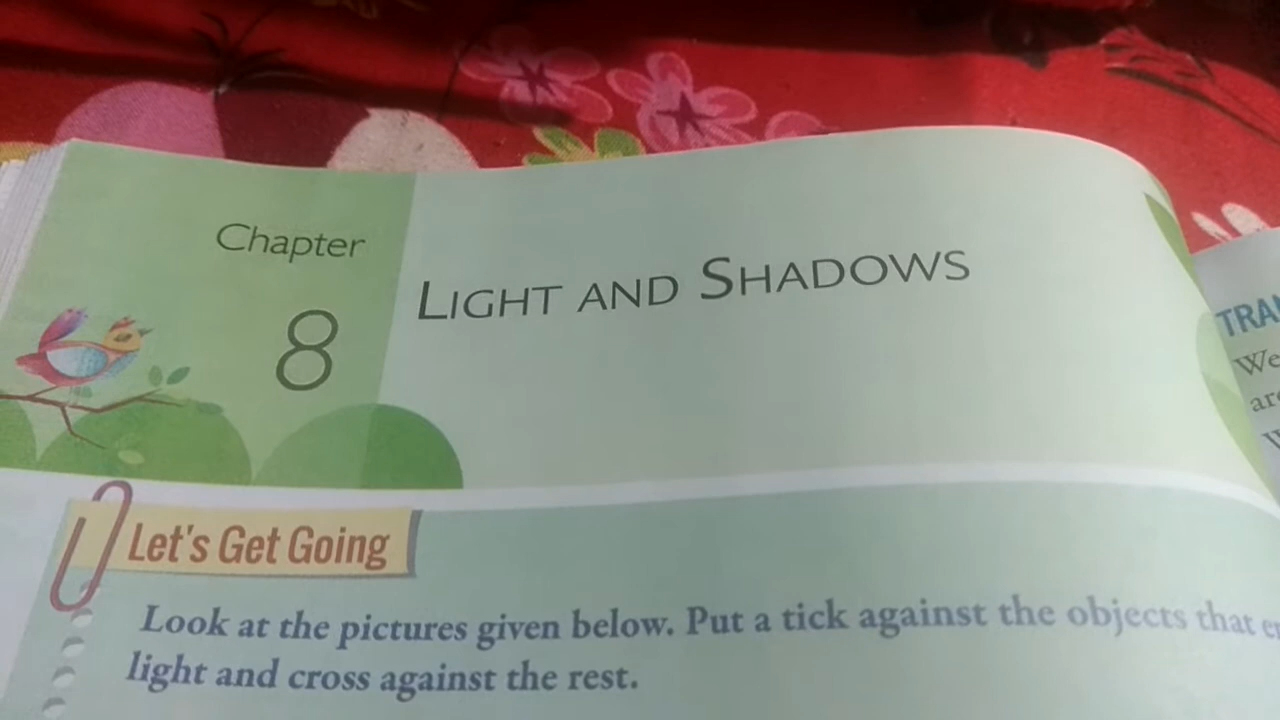 Chapter
8
LIGHT AND SHADOWS
Let's Get Going
Look at the pictures given below. Put a tick against the objects that
light and cross against the rest.
We